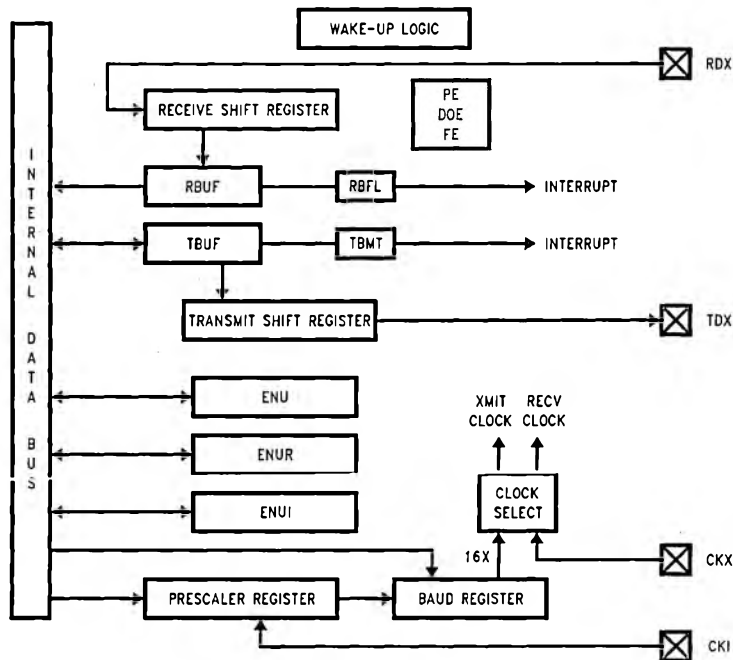 WAKE-UP LOGIC
RDX
RECEIVE SHIFT REGISTER
PE
DOE
FE
INTERNAL DATA BUS
RBUF
RBFL
INTERRUPT
TBUF
TBMT
INTERRUPT
TRANSMIT SHIFT REGISTER
TDX
ENU
XMIT
CLOCK
RECV
CLOCK
ENUR
CLOCK
SELECT
ENUI
16X
CKX
PRESCALER REGISTER
BAUD REGISTER
CKI